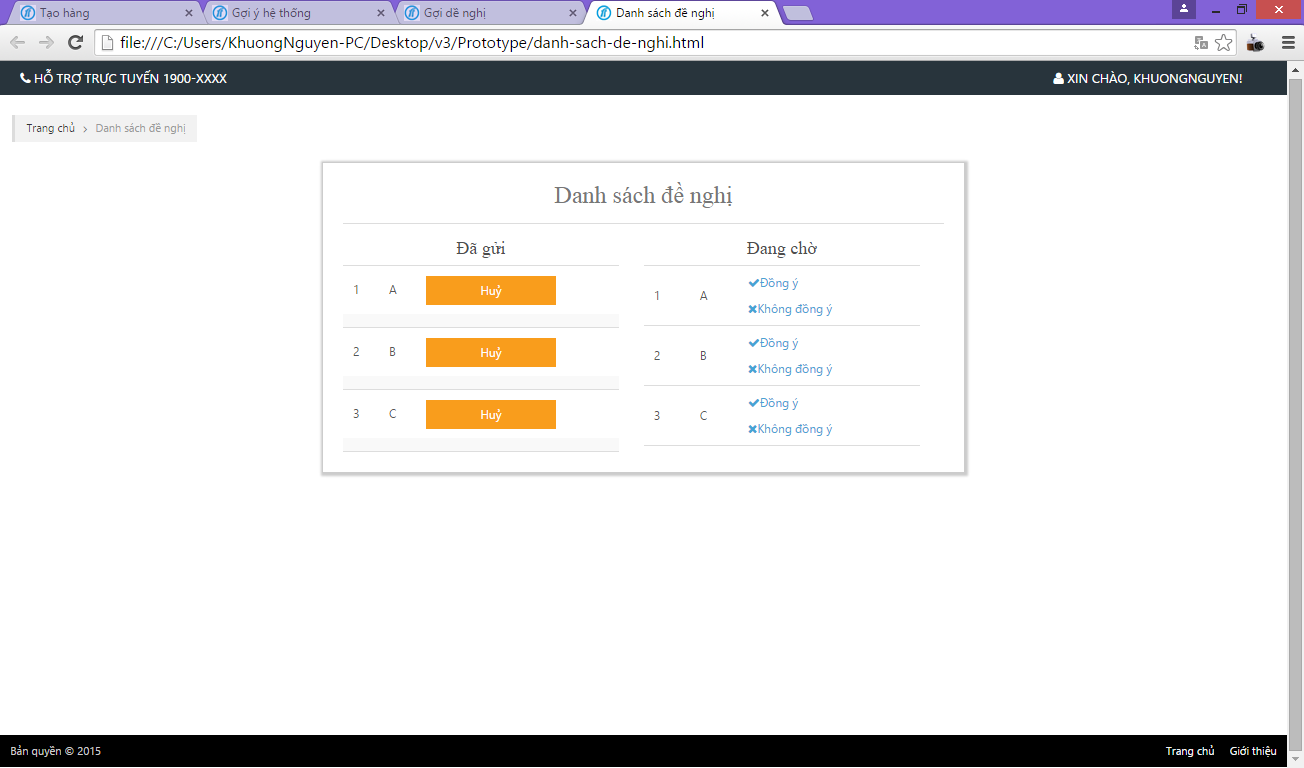 Tạo hàng
Gợi ý hệ thống
Gợi dề nghị
Danh sách đề nghị
file:///C:/Users/KhuongNguyen-PC/Desktop/v3/Prototype/danh-sach-de-nghi.html
HỖ TRỢ TRỰC TUYẾN 1900-XXXX
XIN CHÀO, KHUONGNGUYEN!
Trang chủ › Danh sách đề nghị
Danh sách đề nghị
Đã gửi
1 A Huỷ
2 B Huỷ
3 C Huỷ
Đang chờ
1 A
Đồng ý
Không đồng ý
2 B
Đồng ý
Không đồng ý
3 C
Đồng ý
Không đồng ý
Bản quyền © 2015
Trang chủ Giới thiệu